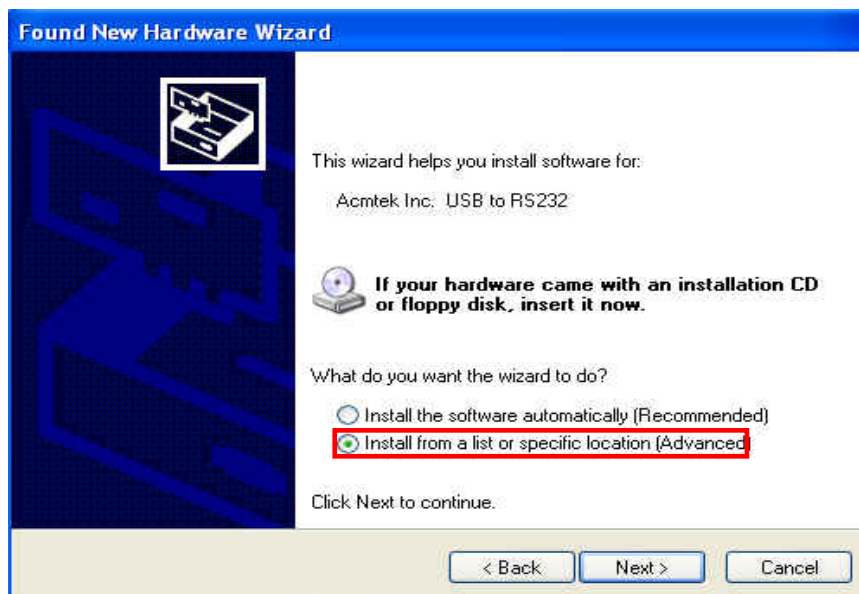 Found New Hardware Wizard
This wizard helps you install software for:
Acmtek Inc. USB to RS232
If your hardware came with an installation CD
or floppy disk, insert it now.
What do you want the wizard to do?
Install the software automatically (Recommended)
Install from a list or specific location (Advanced)
Click Next to continue.
< Back Next > Cancel